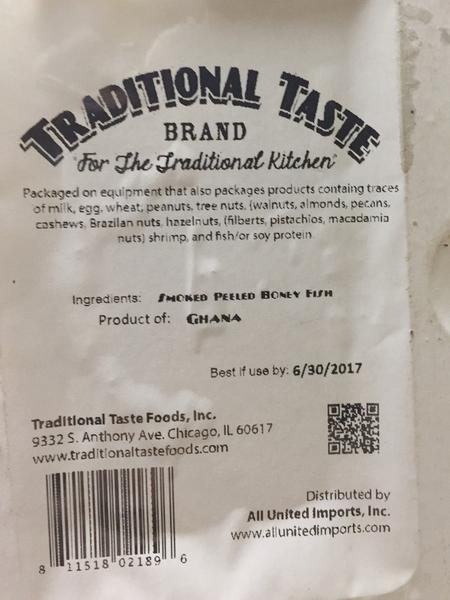 TRADITIONAL TASTE
BRAND
"For The Traditional Kitchen"
Packaged on equipment that also packages products containg traces
of milk, egg, wheat, peanuts, tree nuts, (walnuts, almonds, pecans,
cashews, Brazilan nuts, hazelnuts, (filberts, pistachios, macadamia
nuts) shrimp, and fish/or soy protein
Ingredients: SMOKED PEELED BONEY FISH
Product of: GHANA
Best if use by: 6/30/2017
Traditional Taste Foods, Inc.
9332 S. Anthony Ave. Chicago, IL 60617
www.traditionaltastefoods.com
Distributed by
All United Imports, Inc.
www.allunitedimports.com
8 11518 02189 6